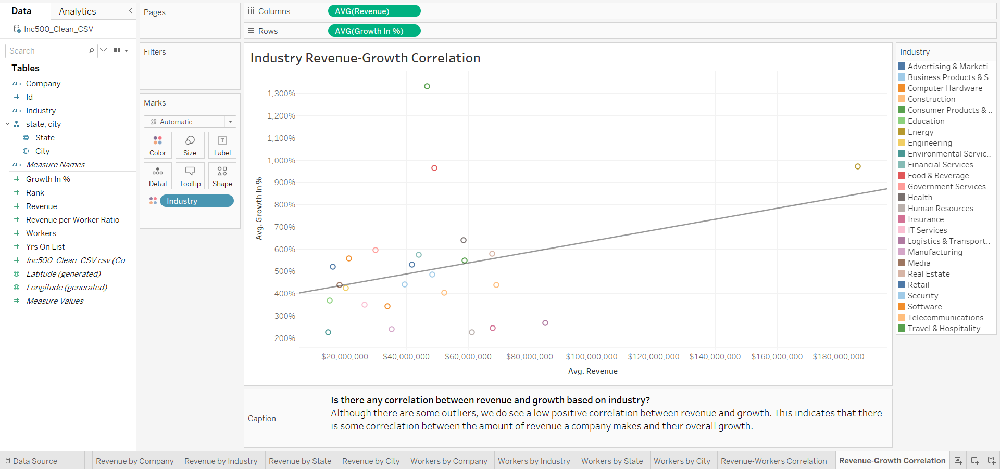 Data
Analytics
Inc500_Clean_CSV
Search
Tables
Abc Company
# Id
Abc Industry
state, city
State
City
Abc Measure Names
# Growth In %
# Rank
# Revenue
=# Revenue per Worker Ratio
# Workers
# Yrs On List
# Inc500_Clean_CSV.csv (Co...
Latitude (generated)
Longitude (generated)
# Measure Values
Pages
Filters
Marks
Automatic
Color
Size
Label
Detail
Tooltip
Shape
Industry
Columns
AVG(Revenue)
Rows
AVG(Growth In %)
Industry Revenue-Growth Correlation
1,300%
1,200%
1,100%
1,000%
900%
800%
700%
600%
500%
400%
300%
200%
Avg. Growth In %
$20,000,000
$40,000,000
$60,000,000
$80,000,000
$100,000,000
$120,000,000
$140,000,000
$160,000,000
$180,000,000
Avg. Revenue
Industry
Advertising & Marketi..
Business Products & S..
Computer Hardware
Construction
Consumer Products & ..
Education
Energy
Engineering
Environmental Servic..
Financial Services
Food & Beverage
Government Services
Health
Human Resources
Insurance
IT Services
Logistics & Transport..
Manufacturing
Media
Real Estate
Retail
Security
Software
Telecommunications
Travel & Hospitality
Caption
Is there any correlation between revenue and growth based on industry?
Although there are some outliers, we do see a low positive correlation between revenue and growth. This indicates that there
is some correclation between the amount of revenue a company makes and their overall growth.
Data Source
Revenue by Company
Revenue by Industry
Revenue by State
Revenue by City
Workers by Company
Workers by Industry
Workers by State
Workers by City
Revenue-Workers Correlation
Revenue-Growth Correlation